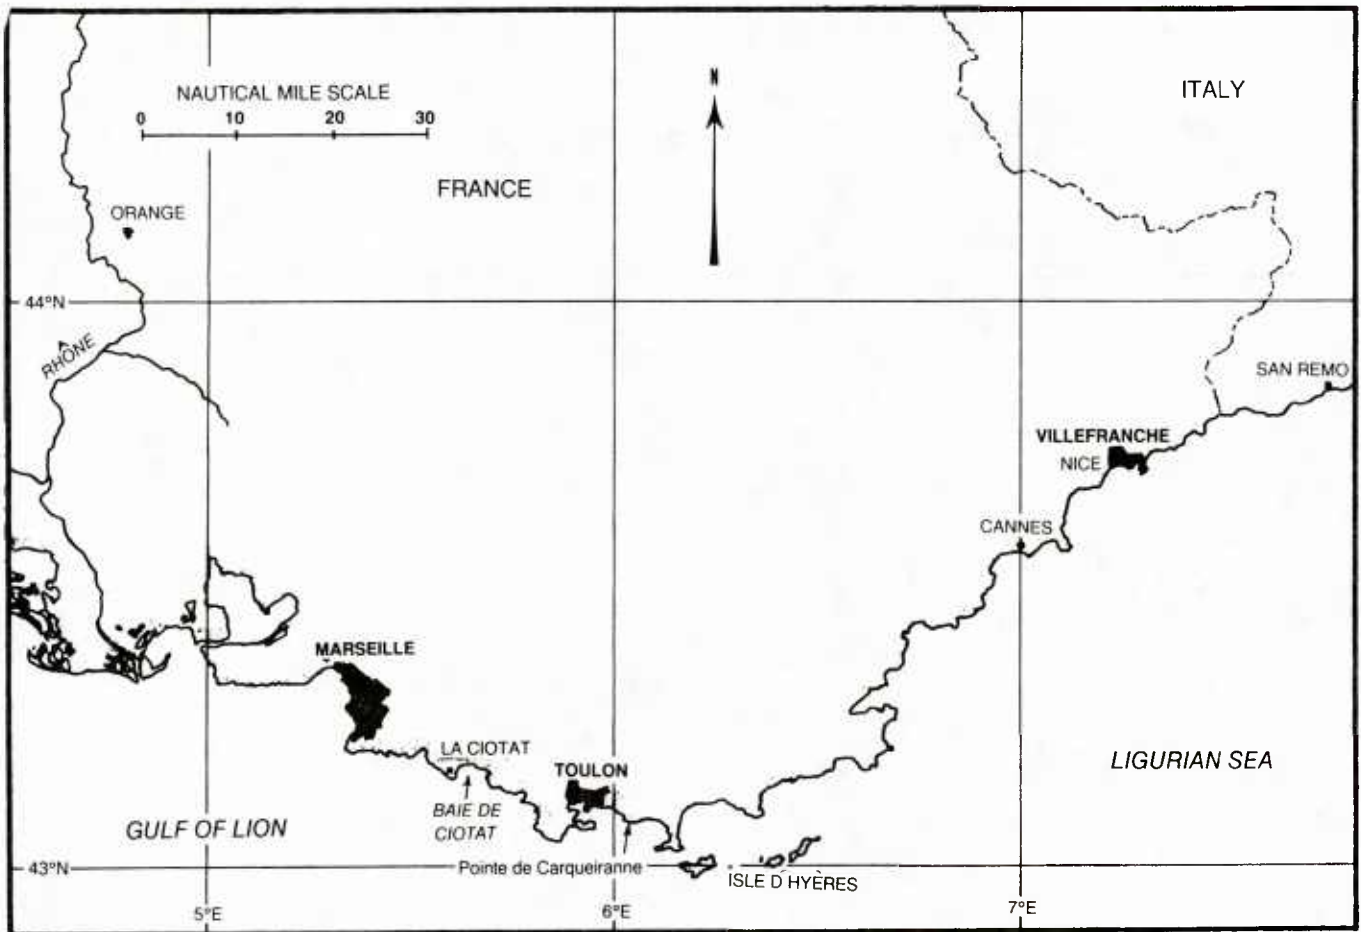 NAUTICAL MILE SCALE
0 10 20 30
N
ITALY
FRANCE
ORANGE
44°N
RHÔNE
SAN REMO
VILLEFRANCHE
NICE
CANNES
MARSEILLE
LA CIOTAT
TOULON
LIGURIAN SEA
BAIE DE
CIOTAT
GULF OF LION
43°N
Pointe de Carqueiranne
ISLE D HYÈRES
5°E
6°E
7°E